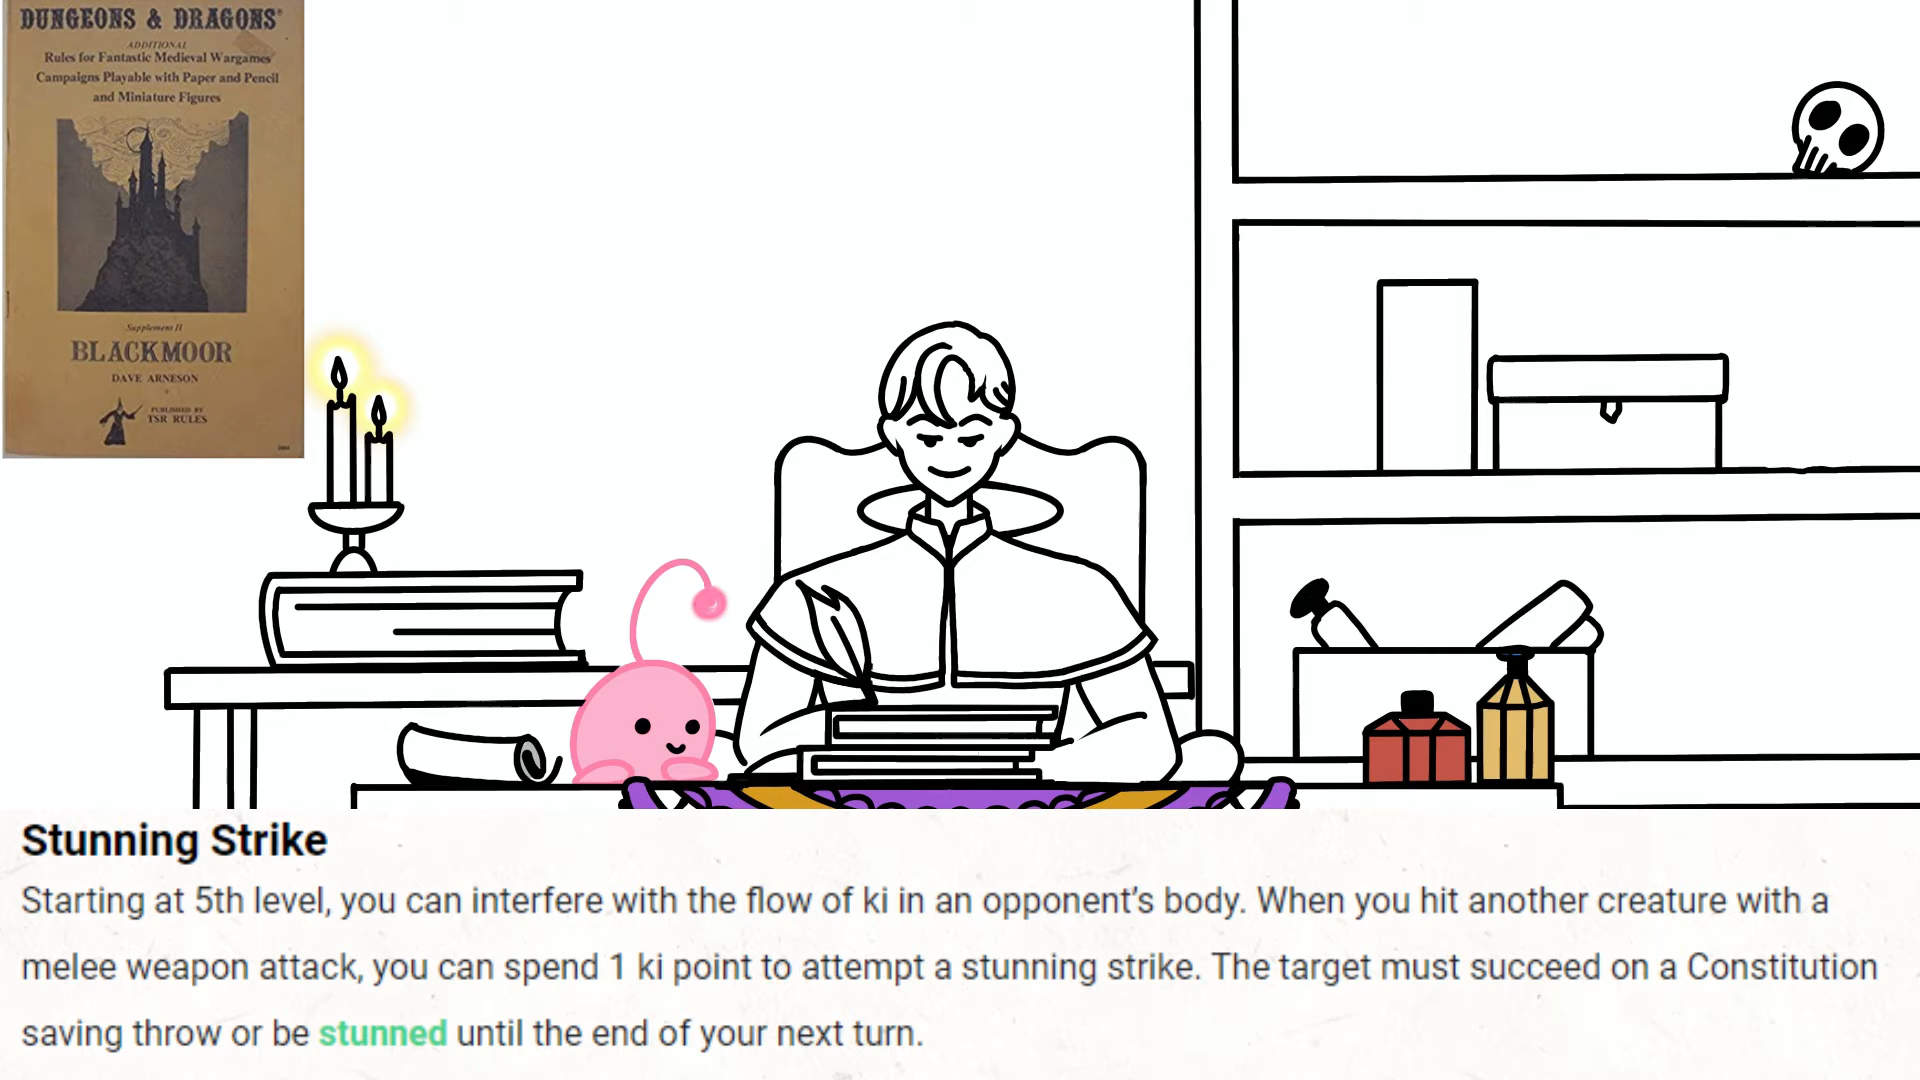 DUNGEONS & DRAGONS®
ADDITIONAL
Rules for Fantastic Medieval Wargames
Campaigns Playable with Paper and Pencil
and Miniature Figures
Supplement II
BLACKMOOR
DAVE ARNESON
PUBLISHED BY
TSR RULES
Stunning Strike
Starting at 5th level, you can interfere with the flow of ki in an opponent’s body. When you hit another creature with a
melee weapon attack, you can spend 1 ki point to attempt a stunning strike. The target must succeed on a Constitution
saving throw or be stunned until the end of your next turn.